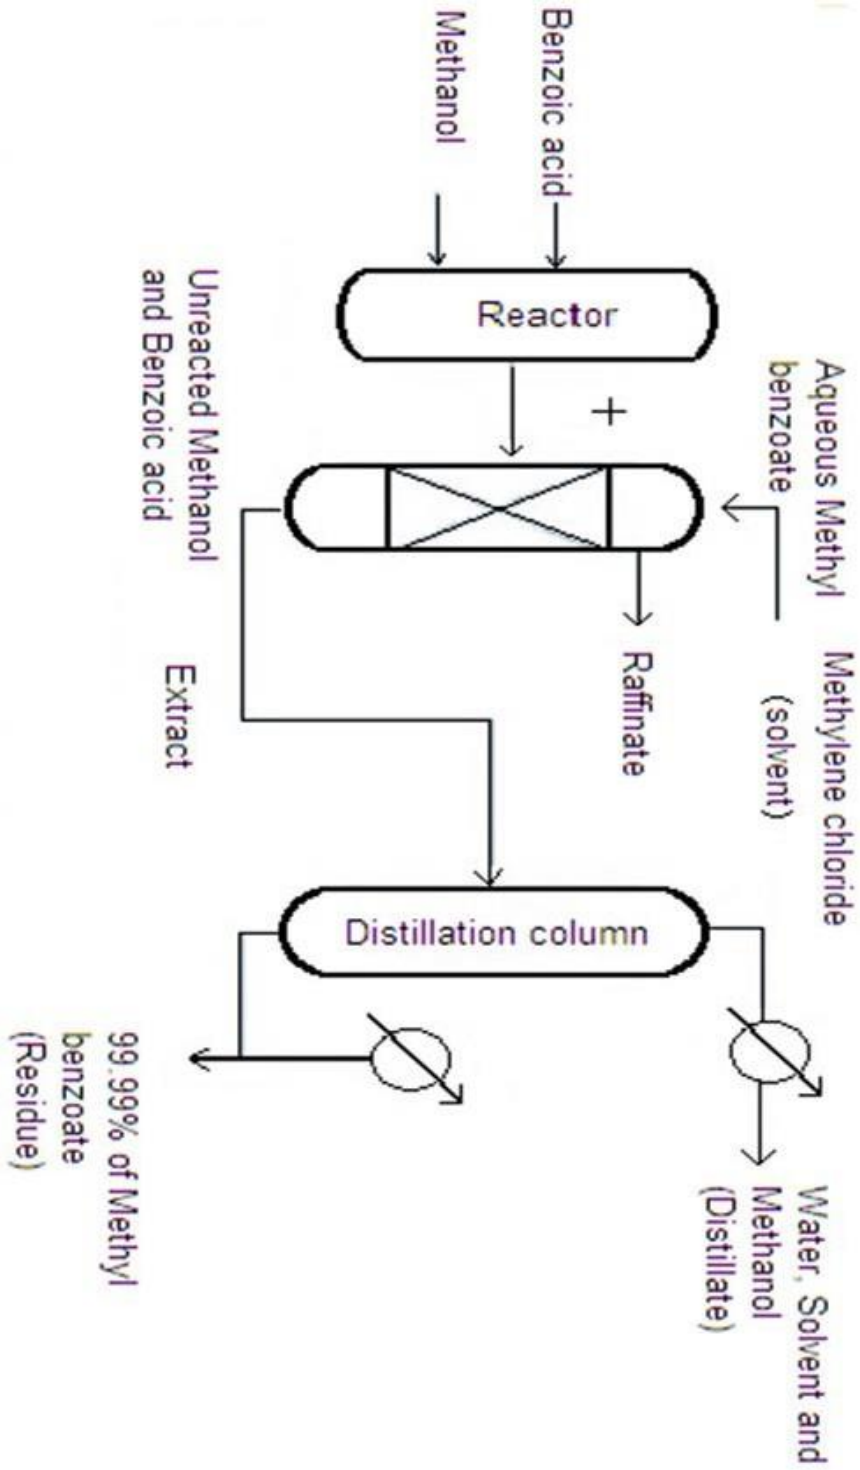 Benzoic acid
Methanol
Reactor
Aqueous Methyl
benzoate
+
Unreacted Methanol
and Benzoic acid
Methylene chloride
(solvent)
Raffinate
Extract
Distillation column
Water, Solvent and
Methanol
(Distillate)
99.99% of Methyl
benzoate
(Residue)